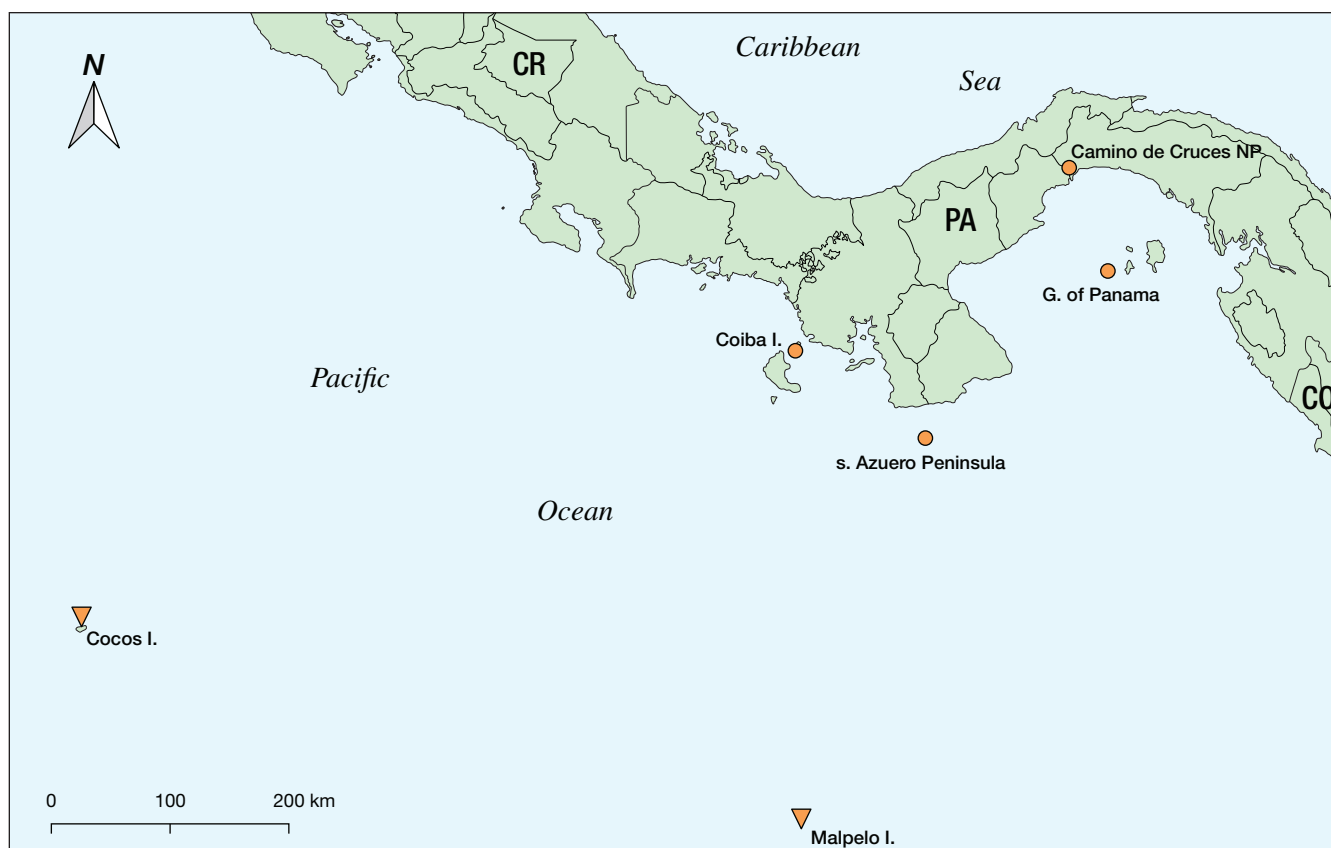 Caribbean
Sea
N
CR
Camino de Cruces NP
PA
G. of Panama
Coiba I.
Pacific
CO
s. Azuero Peninsula
Ocean
Cocos I.
0 100 200 km
Malpelo I.